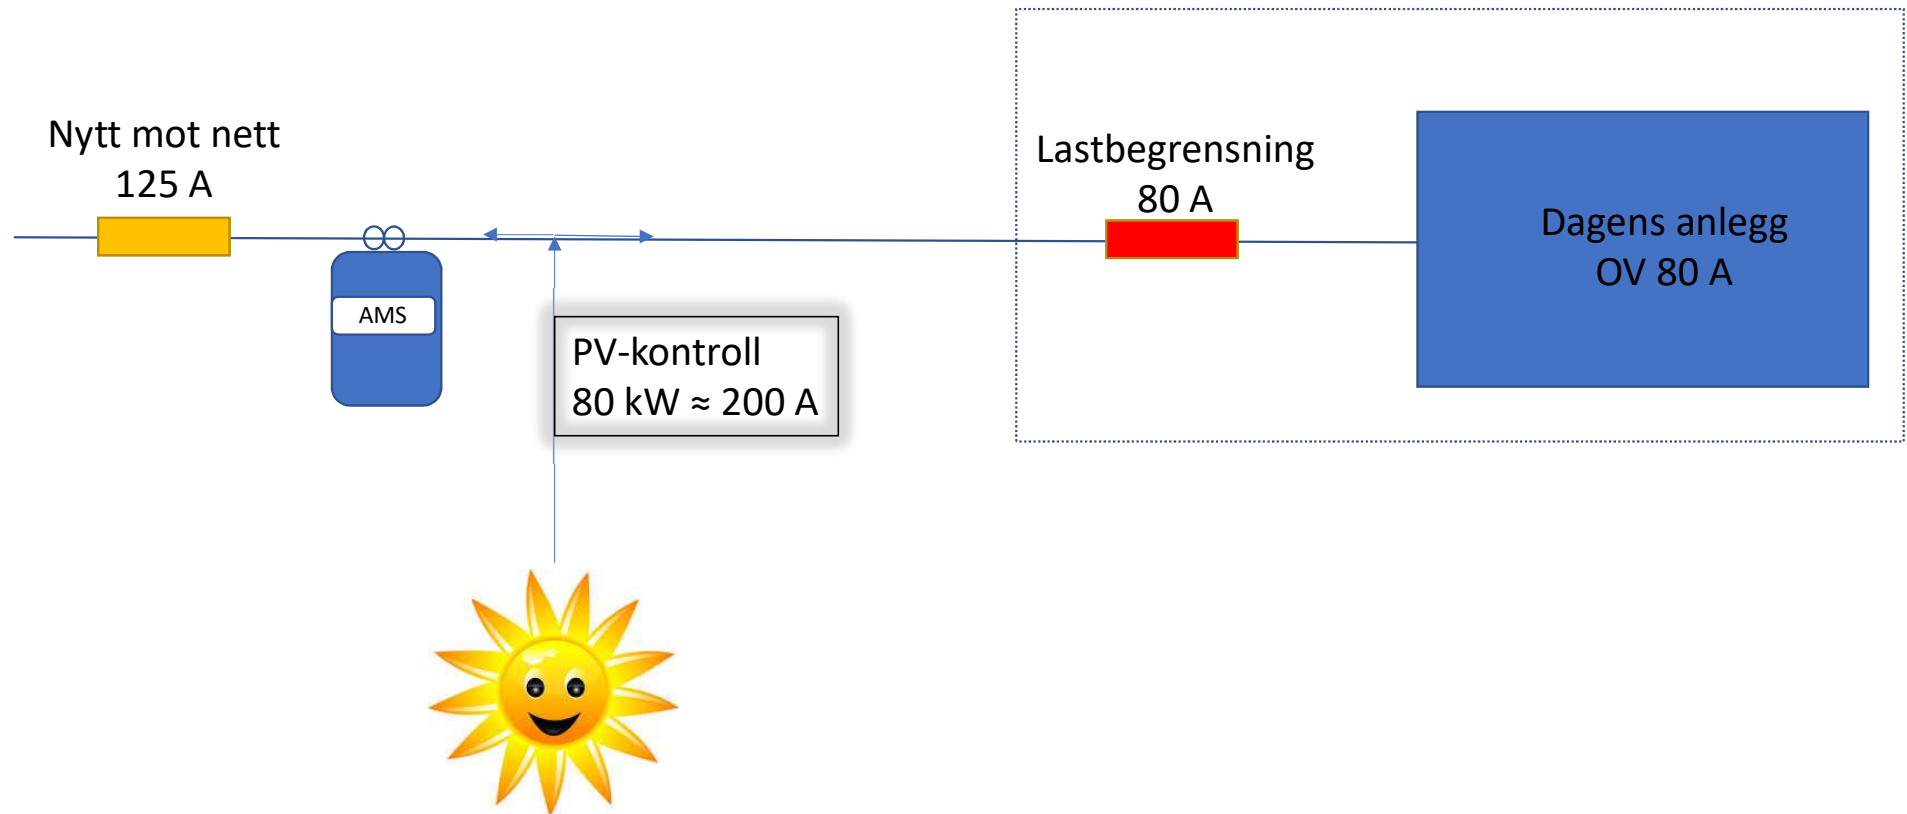 Nytt mot nett
125 A
Lastbegrensning
80 A
Dagens anlegg
OV 80 A
AMS
PV-kontroll
80 kW ≈ 200 A